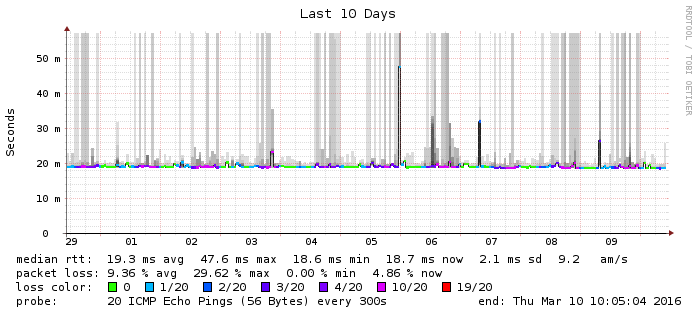 Last 10 Days
RRDTOOL / TOBI OETIKER
Seconds
50 m
40 m
30 m
20 m
10 m
0
29 01 02 03 04 05 06 07 08 09
median rtt: 19.3 ms avg 47.6 ms max 18.6 ms min 18.7 ms now 2.1 ms sd 9.2 am/s
packet loss: 9.36 % avg 29.62 % max 0.00 % min 4.86 % now
loss color: 0 1/20 2/20 3/20 4/20 10/20 19/20
probe: 20 ICMP Echo Pings (56 Bytes) every 300s end: Thu Mar 10 10:05:04 2016